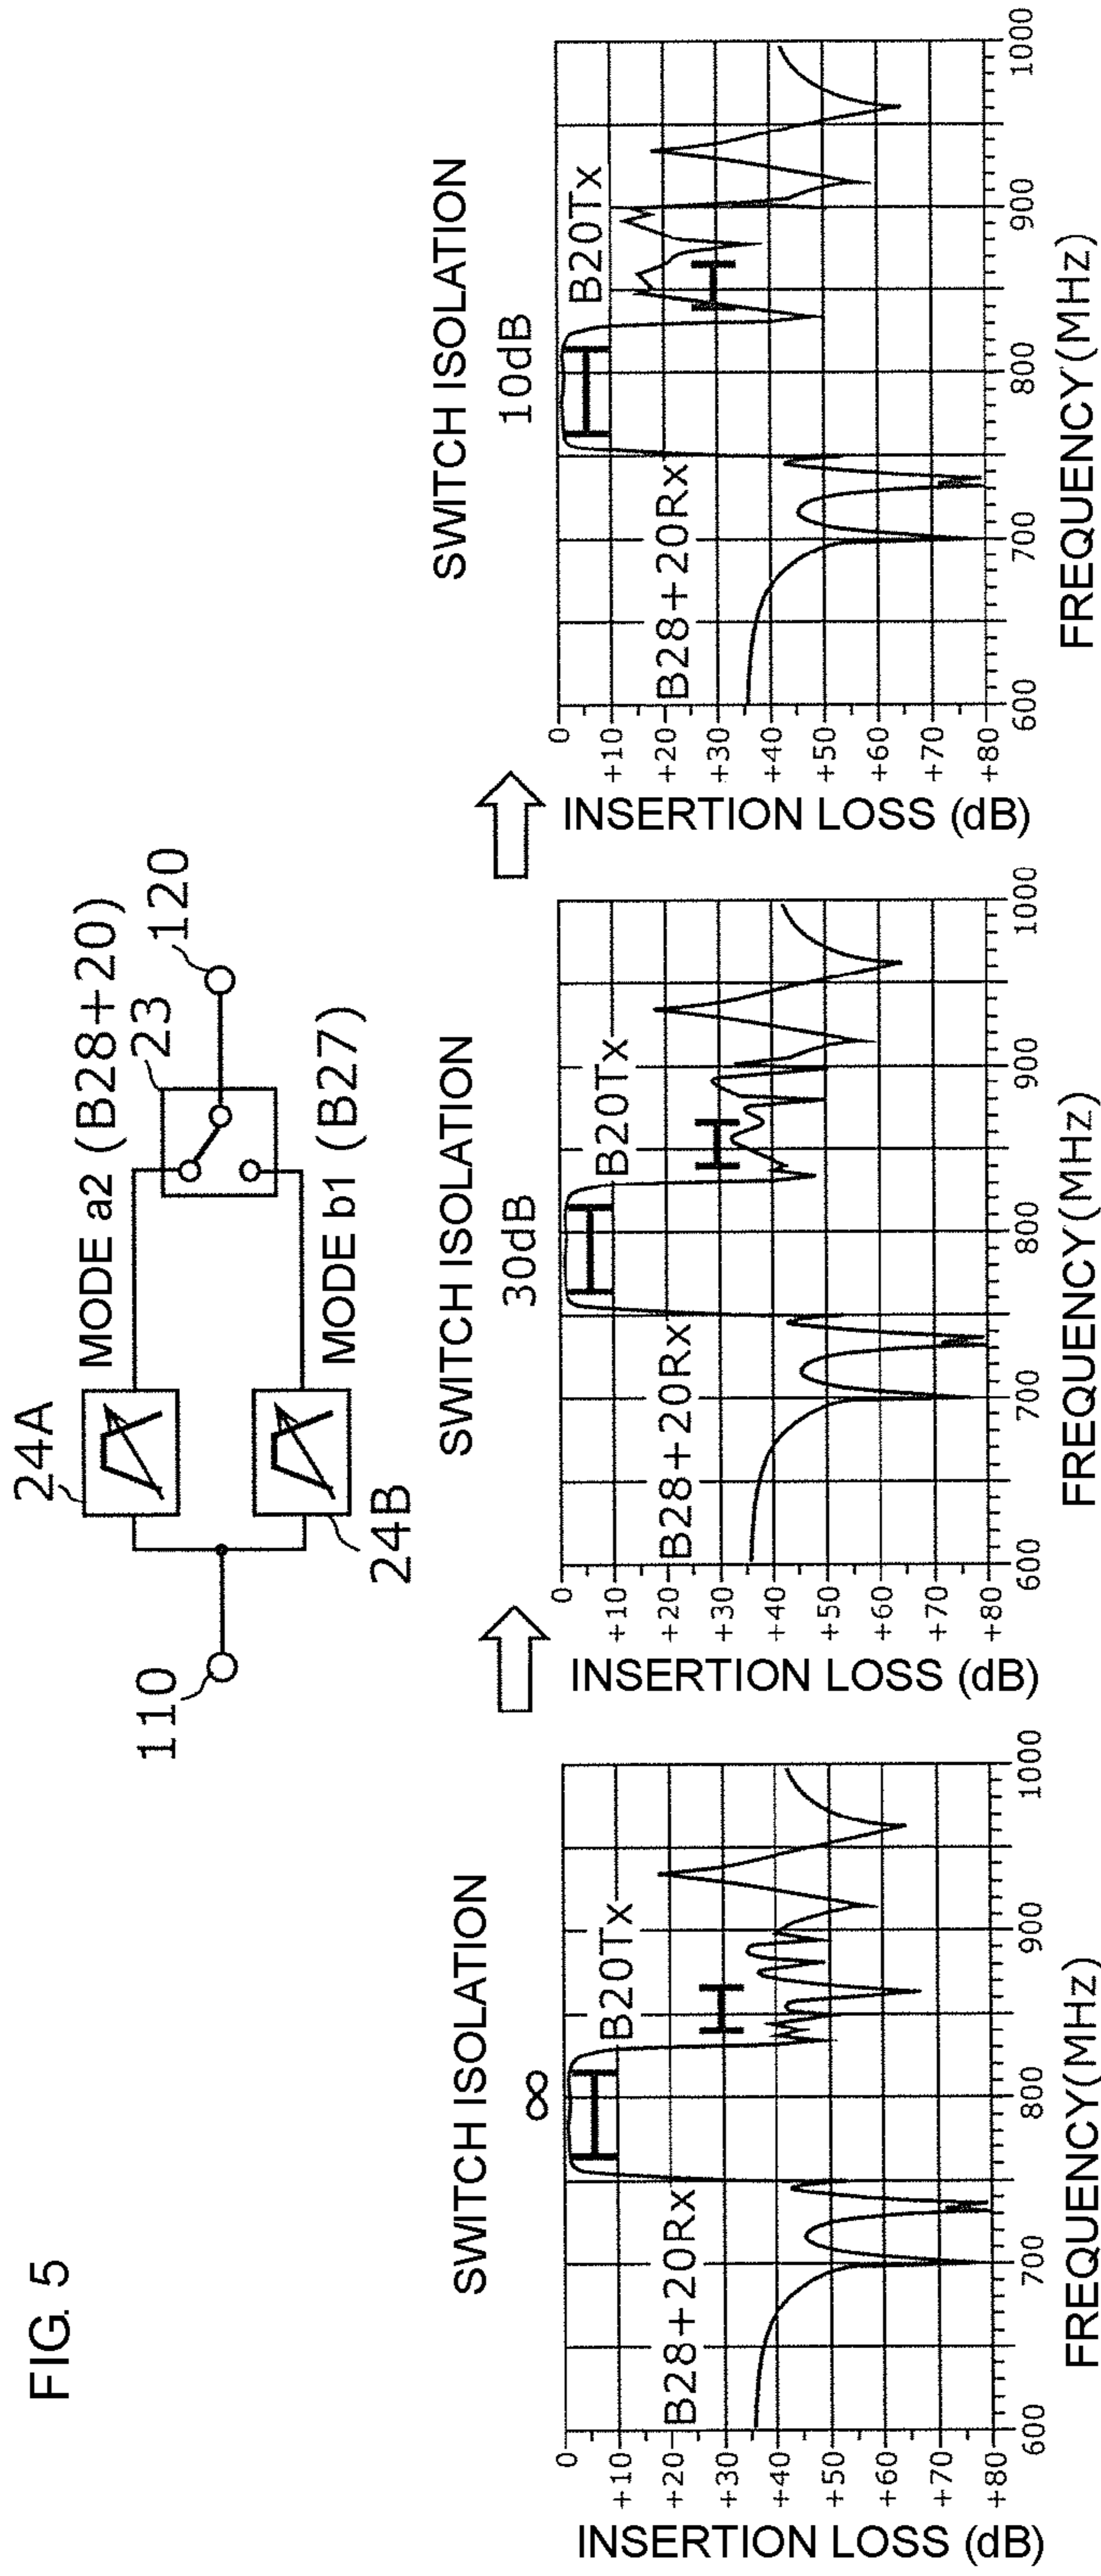 FIG. 5
24A
MODE a2 (B28+20)
23
120
110
24B
MODE b1 (B27)
SWITCH ISOLATION
∞
0
+10
+20
+30
+40
+50
+60
+70
+80
INSERTION LOSS (dB)
B28+20Rx
B20Tx
600
700
800
900
1000
FREQUENCY(MHz)
SWITCH ISOLATION
30dB
0
+10
+20
+30
+40
+50
+60
+70
+80
INSERTION LOSS (dB)
B28+20Rx
B20Tx
600
700
800
900
1000
FREQUENCY(MHz)
SWITCH ISOLATION
10dB
0
+10
+20
+30
+40
+50
+60
+70
+80
INSERTION LOSS (dB)
B28+20Rx
B20Tx
600
700
800
900
1000
FREQUENCY(MHz)